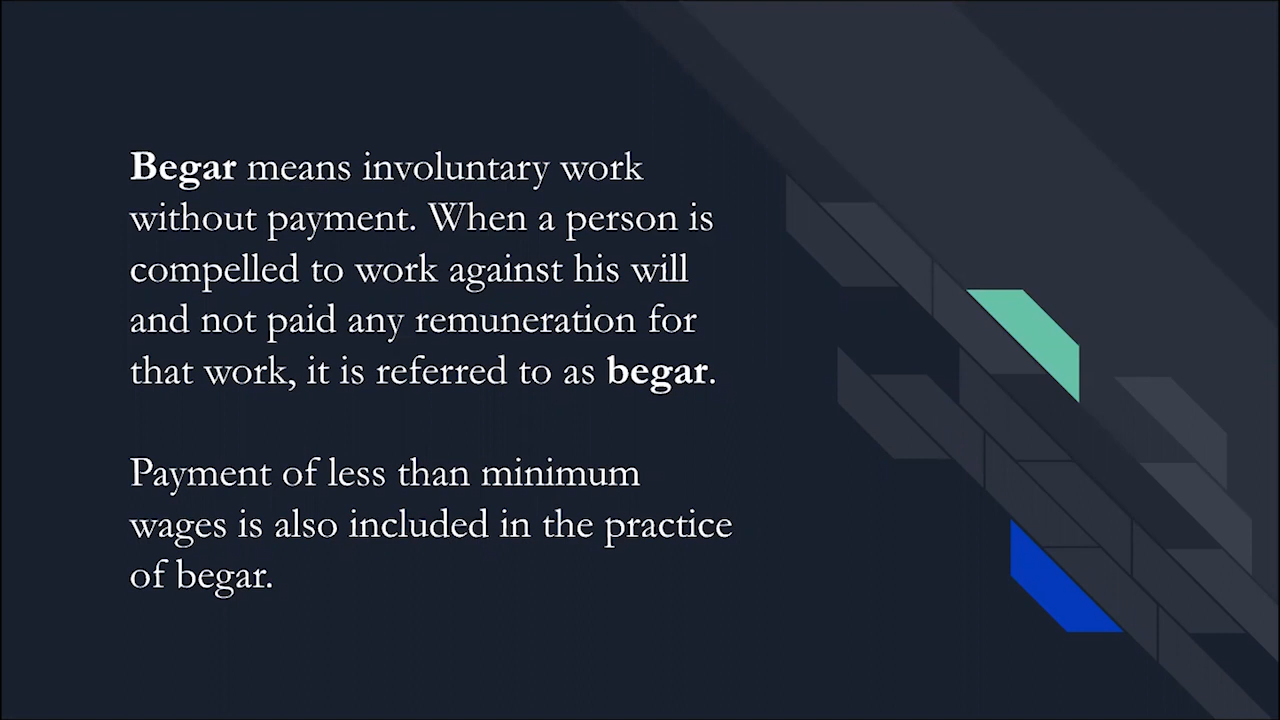 Begar means involuntary work
without payment. When a person is
compelled to work against his will
and not paid any remuneration for
that work, it is referred to as begar.
Payment of less than minimum
wages is also included in the practice
of begar.